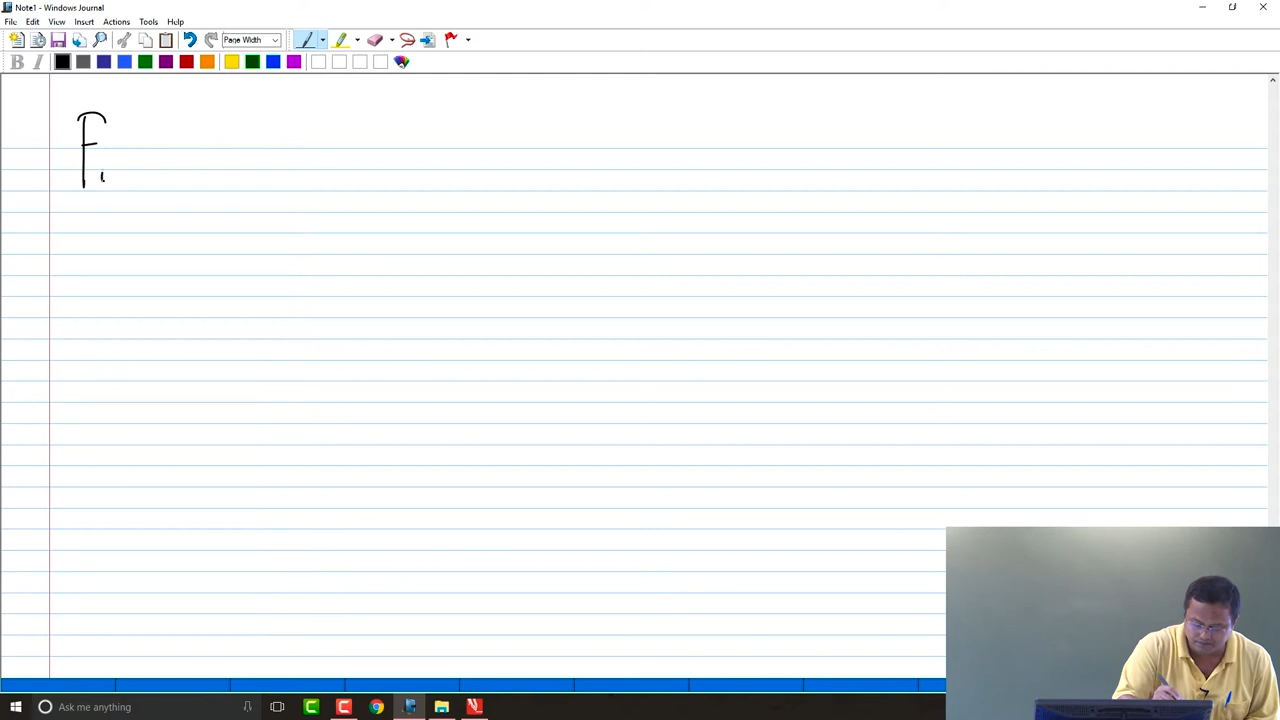 Note1 - Windows Journal
File Edit View Insert Actions Tools Help
Page Width
B I
F
Ask me anything